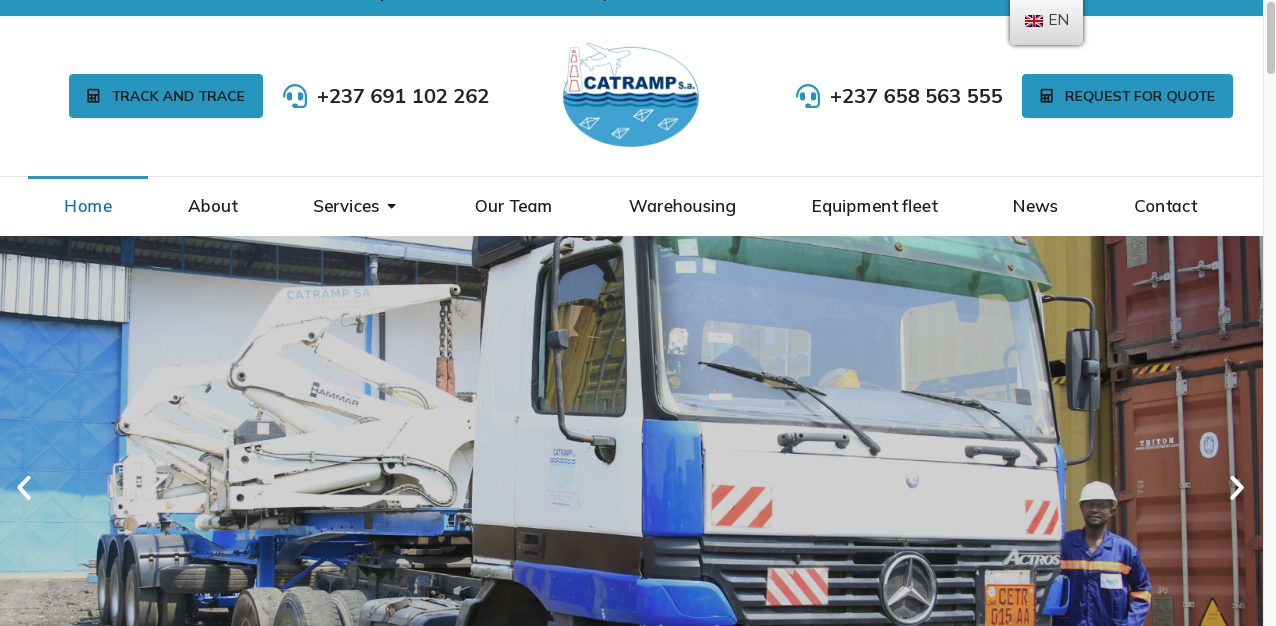 EN
TRACK AND TRACE
+237 691 102 262
CATRAMP S.a.
+237 658 563 555
REQUEST FOR QUOTE
Home
About
Services
Our Team
Warehousing
Equipment fleet
News
Contact
CATRAMP SA
HAMMAR
TRITON
CATRAMP
ACTROS
CETR
015 AA